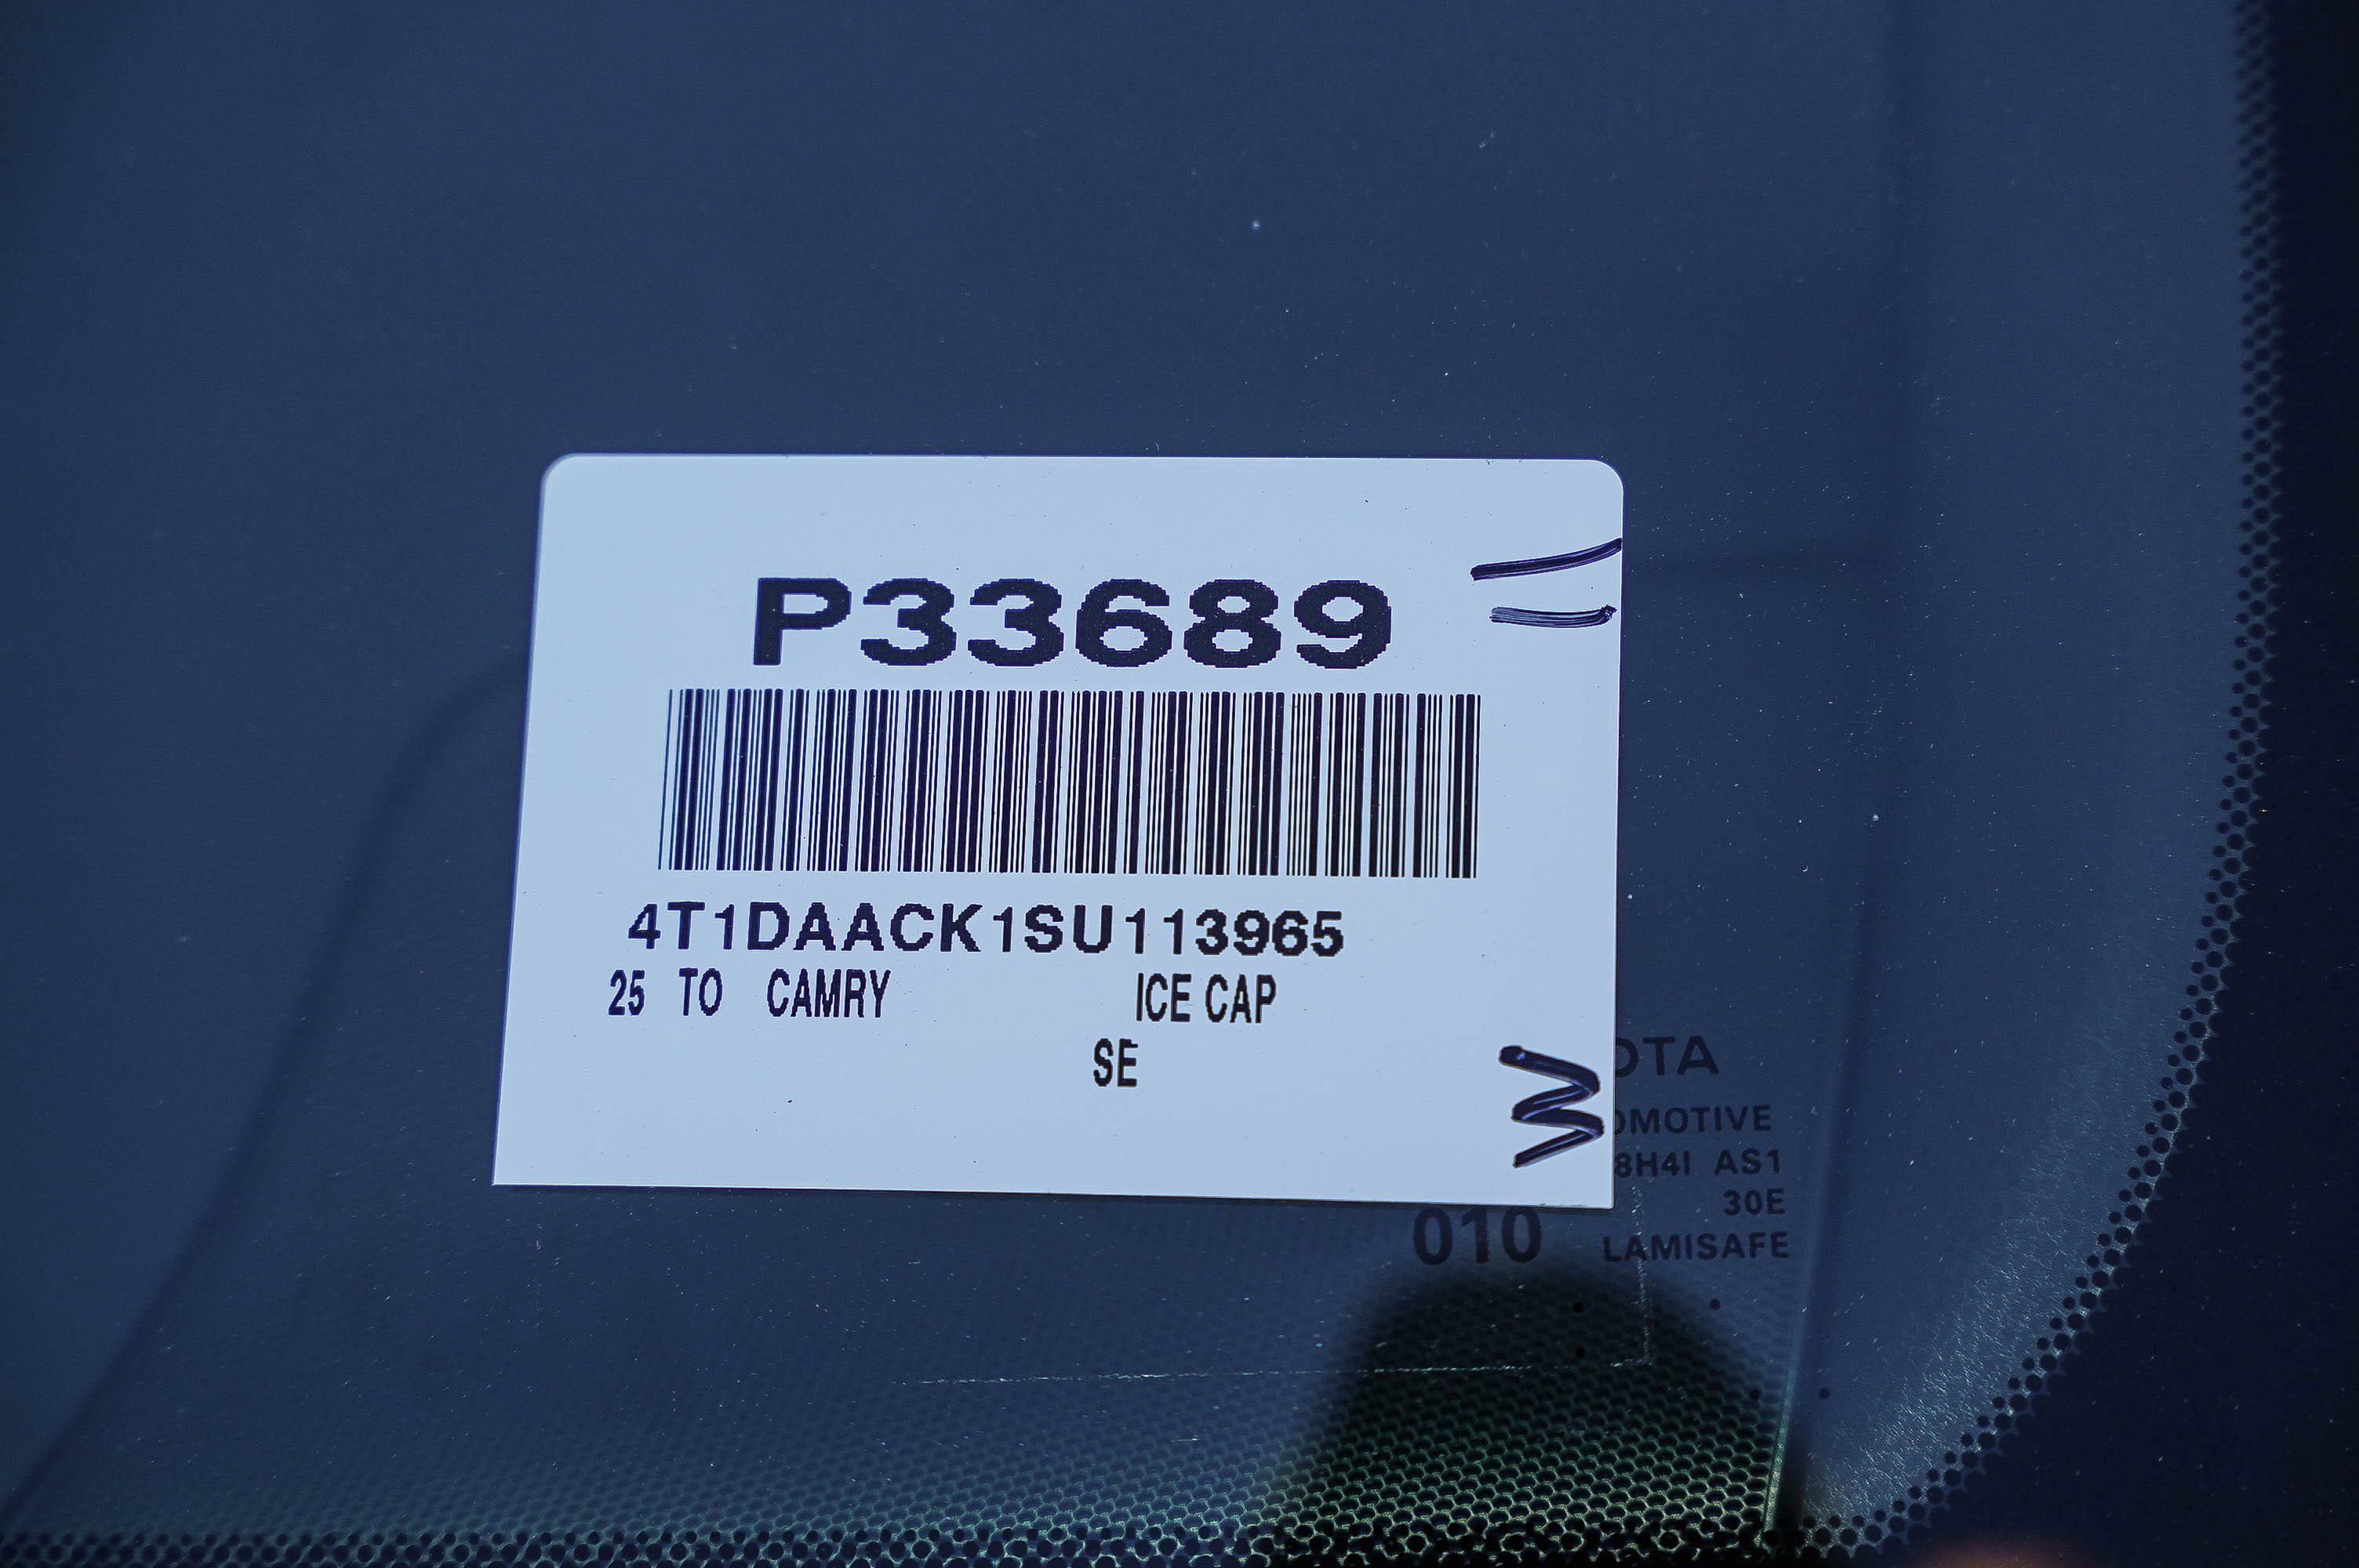 P33689
4T1DAACK1SU113965
25 TO CAMRY ICE CAP
SE
OTA
OMOTIVE
8H4I AS1
30E
010 LAMISAFE